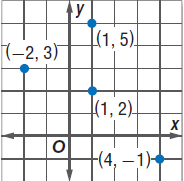 y
(1, 5)
(−2, 3)
(1, 2)
x
O
(4, −1)